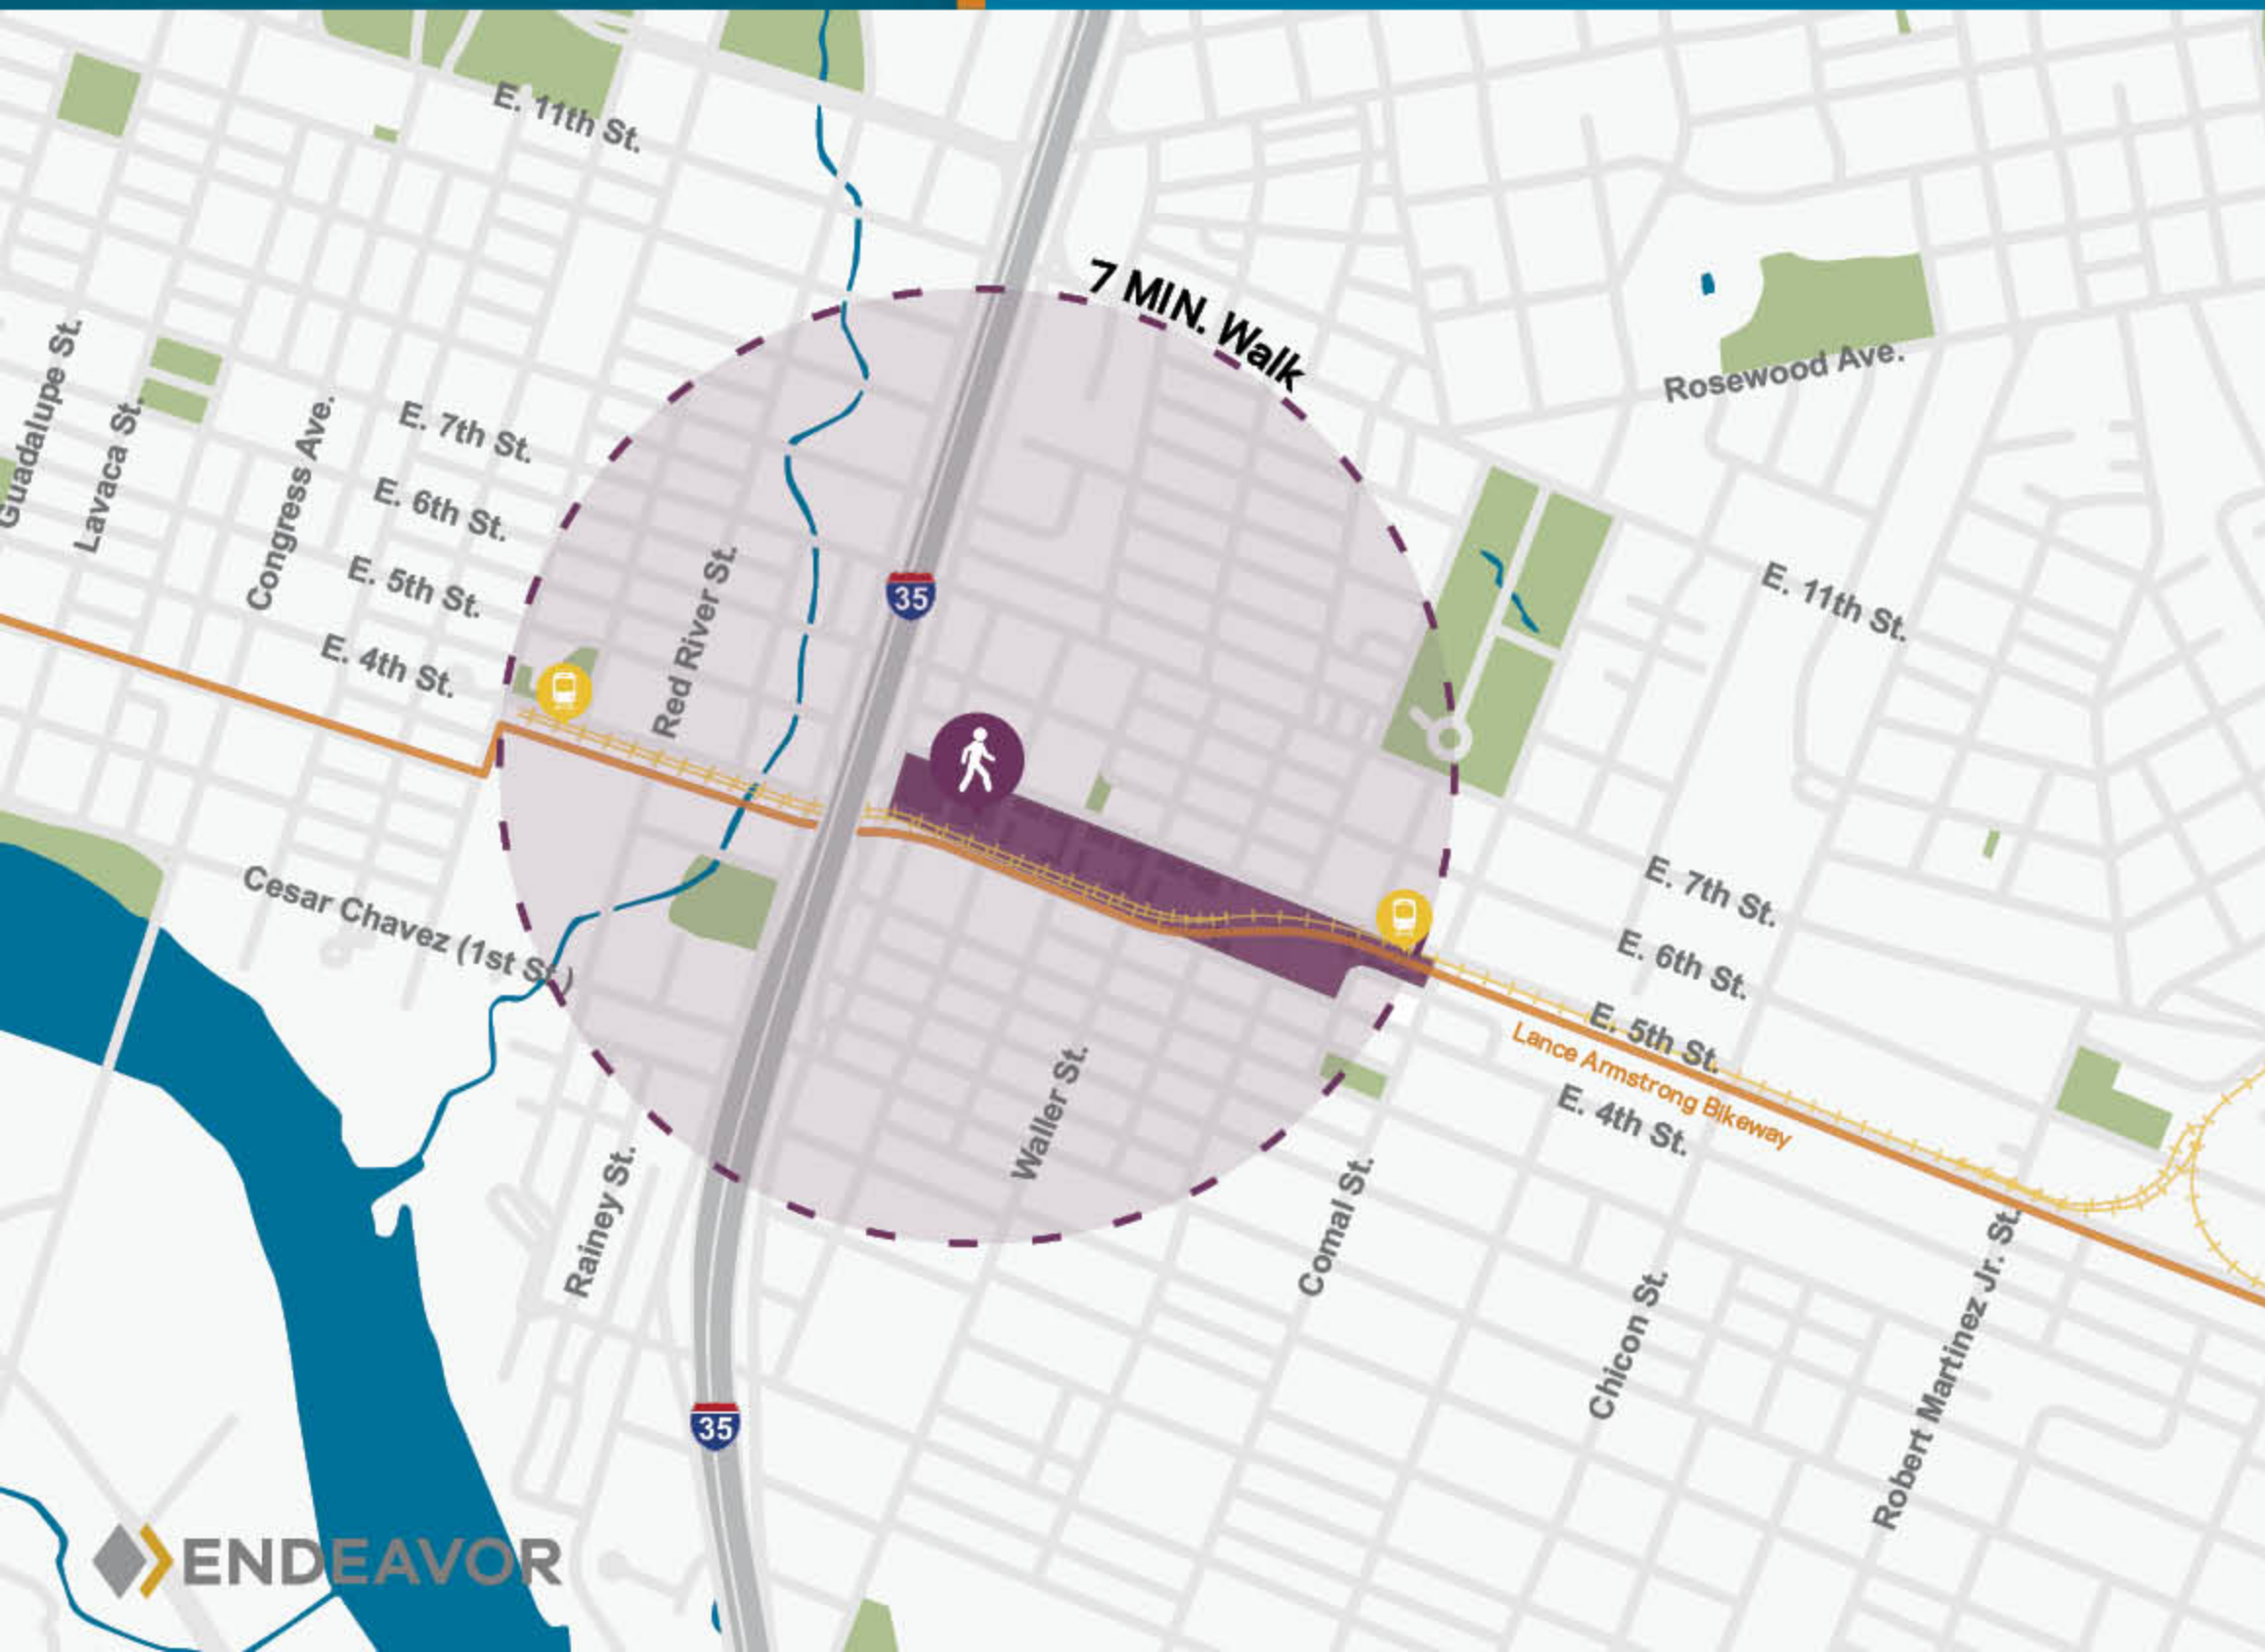 E. 11th St.
7 MIN. Walk
Rosewood Ave.
Guadalupe St.
Lavaca St.
Congress Ave.
E. 7th St.
E. 6th St.
E. 5th St.
E. 4th St.
Red River St.
35
E. 11th St.
Cesar Chavez (1st St.)
E. 7th St.
E. 6th St.
E. 5th St.
Lance Armstrong Bikeway
E. 4th St.
Waller St.
Rainey St.
Comal St.
Chicon St.
Robert Martinez Jr. St.
35
ENDEAVOR